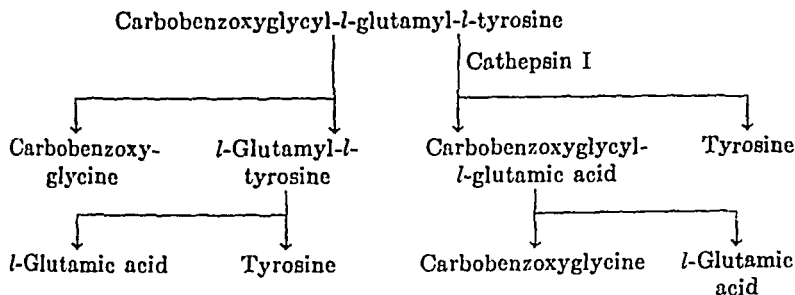 Carbobenzoxyglycyl-l-glutamyl-l-tyrosine
Cathepsin I
Carbobenzoxy-
glycine
l-Glutamyl-l-
tyrosine
Carbobenzoxyglycyl-
l-glutamic acid
Tyrosine
l-Glutamic acid
Tyrosine
Carbobenzoxyglycine
l-Glutamic
acid